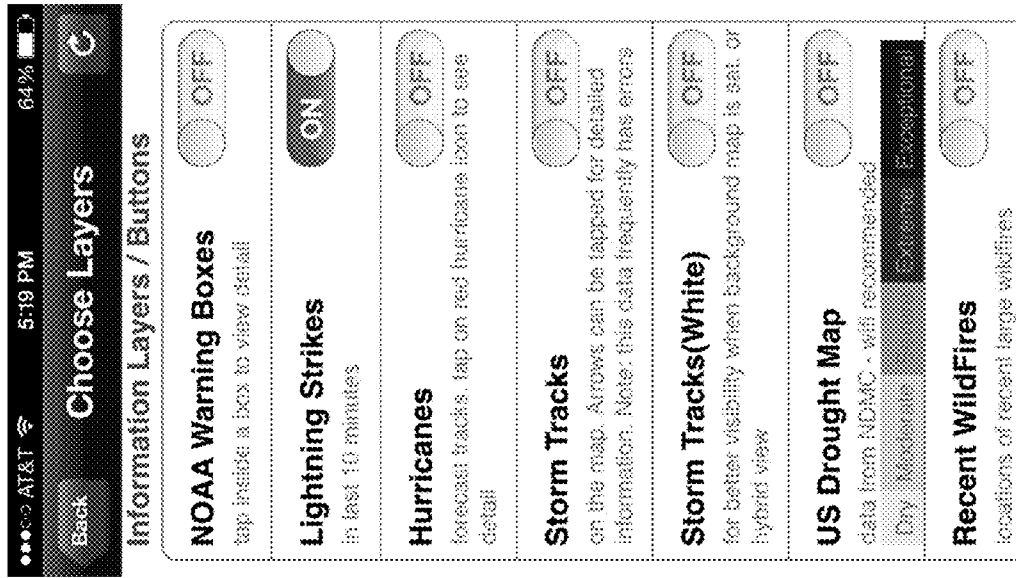 AT&T 5:19 PM 64%
Back Choose Layers
Information Layers / Buttons
NOAA Warning Boxes OFF
tap inside a box to view detail
Lightning Strikes ON
in last 10 minutes
Hurricanes OFF
forecast tracks, tap on red hurricane icon to see
detail
Storm Tracks OFF
on the map. Arrows can be tapped for detailed
information. Note: this data frequently has errors
Storm Tracks(White) OFF
for better visibility when background map is sat. or
hybrid view
US Drought Map OFF
data from NDMC - wifi recommended
Dry Exceptional
Recent WildFires OFF
locations of recent large wildfires